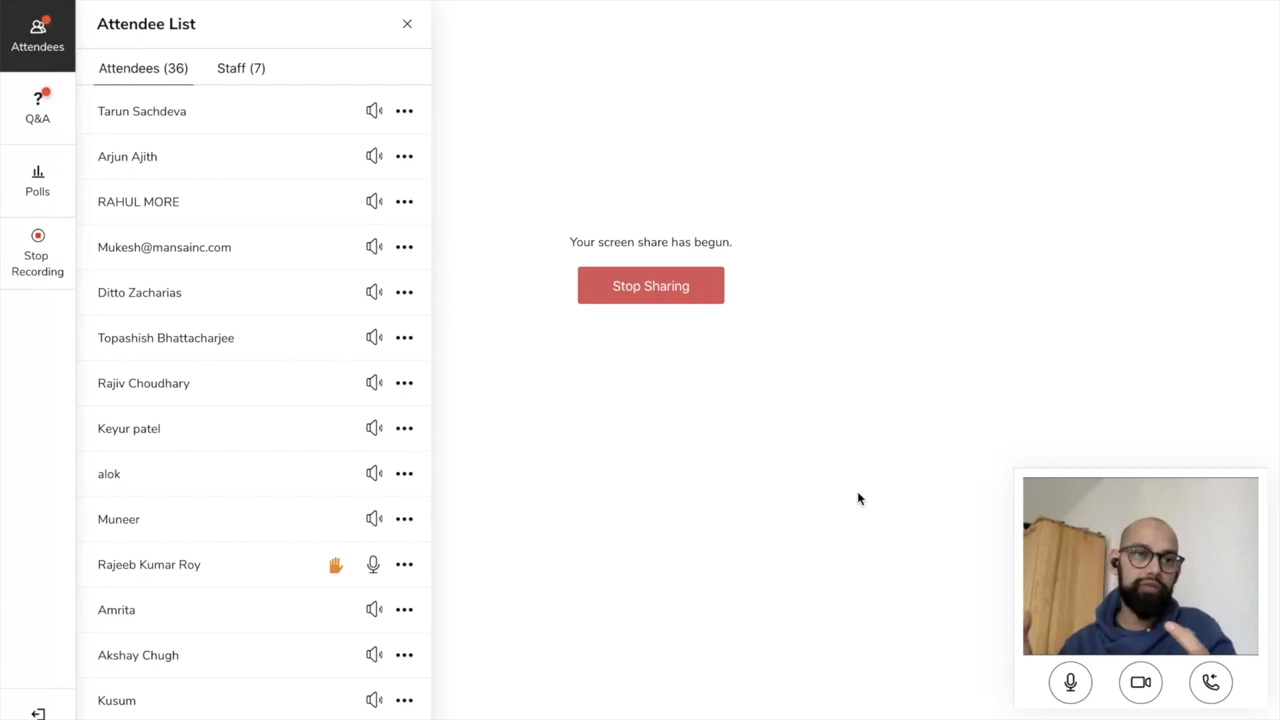 Attendees
Q&A
Polls
Stop
Recording
Attendee List
Attendees (36)
Staff (7)
Tarun Sachdeva
Arjun Ajith
RAHUL MORE
Mukesh@mansainc.com
Ditto Zacharias
Topashish Bhattacharjee
Rajiv Choudhary
Keyur patel
alok
Muneer
Rajeeb Kumar Roy
Amrita
Akshay Chugh
Kusum
Your screen share has begun.
Stop Sharing